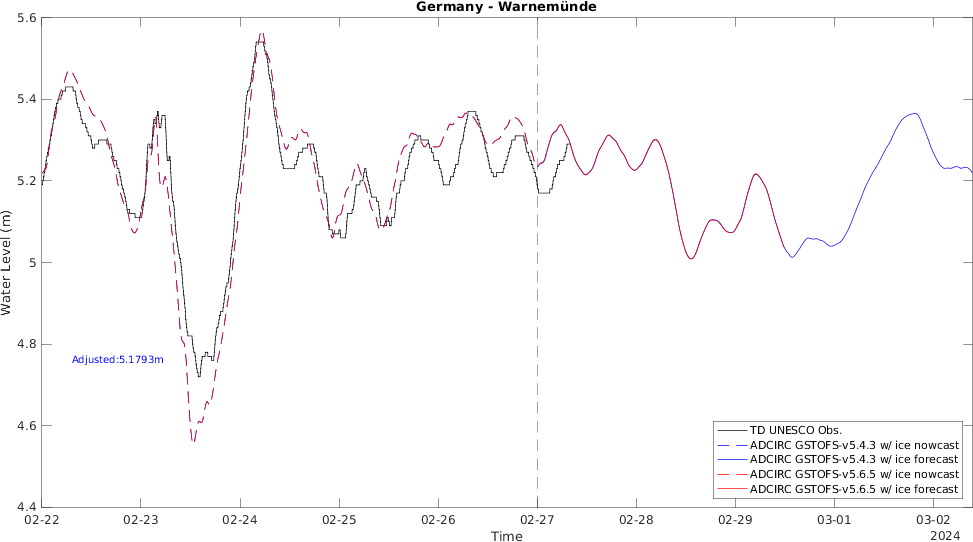 Germany - Warnemünde
5.6
5.4
5.2
5
4.8
4.6
4.4
Water Level (m)
Adjusted:5.1793m
TD UNESCO Obs.
ADCIRC GSTOFS-v5.4.3 w/ ice nowcast
ADCIRC GSTOFS-v5.4.3 w/ ice forecast
ADCIRC GSTOFS-v5.6.5 w/ ice nowcast
ADCIRC GSTOFS-v5.6.5 w/ ice forecast
02-22 02-23 02-24 02-25 02-26 02-27 02-28 02-29 03-01 03-02
Time 2024